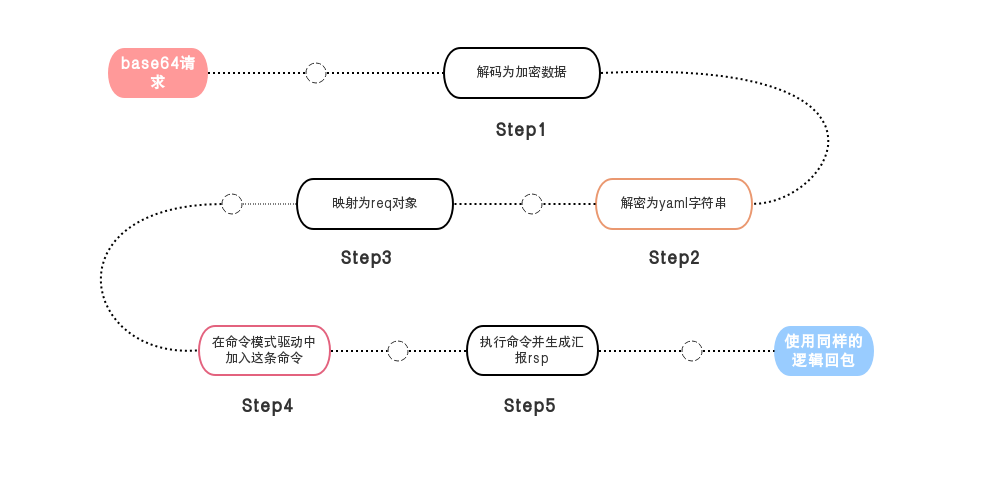 base64请
求
解码为加密数据
Step1
映射为req对象
解密为yaml字符串
Step3
Step2
在命令模式驱动中
加入这条命令
执行命令并生成汇
报rsp
使用同样的
逻辑回包
Step4
Step5